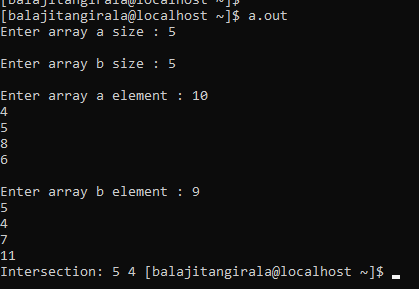 [balajitangirala@localhost ~]$
[balajitangirala@localhost ~]$ a.out
Enter array a size : 5
Enter array b size : 5
Enter array a element : 10
4
5
8
6
Enter array b element : 9
5
4
7
11
Intersection: 5 4 [balajitangirala@localhost ~]$